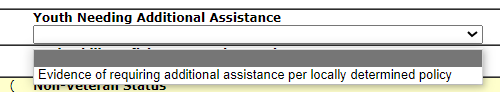 Youth Needing Additional Assistance
Evidence of requiring additional assistance per locally determined policy
Non-Veteran Status